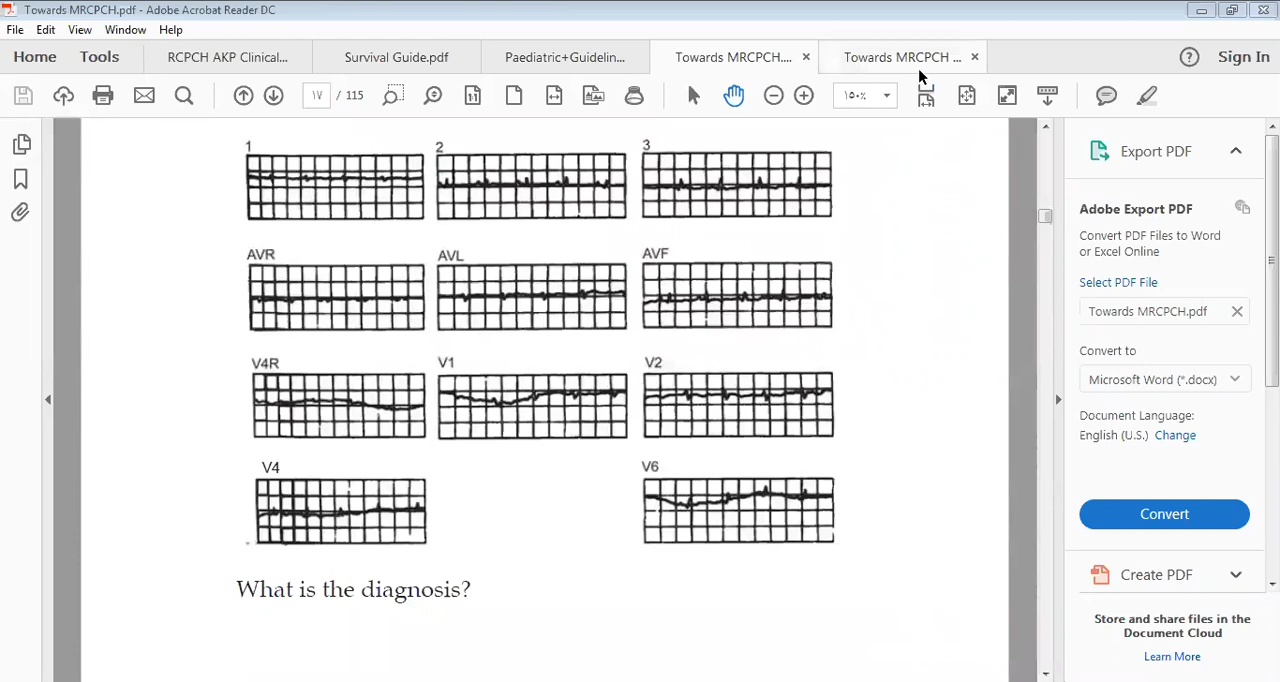 Towards MRCPCH.pdf - Adobe Acrobat Reader DC
File Edit View Window Help
Home Tools RCPCH AKP Clinical... Survival Guide.pdf Paediatric+Guidelin... Towards MRCPCH.... Towards MRCPCH ... Sign In
١٧ / 115 ١٥٠%
1 2 3
AVR AVL AVF
V4R V1 V2
V4 V6
What is the diagnosis?
Export PDF
Adobe Export PDF
Convert PDF Files to Word
or Excel Online
Select PDF File
Towards MRCPCH.pdf
Convert to
Microsoft Word (*.docx)
Document Language:
English (U.S.) Change
Convert
Create PDF
Store and share files in the
Document Cloud
Learn More